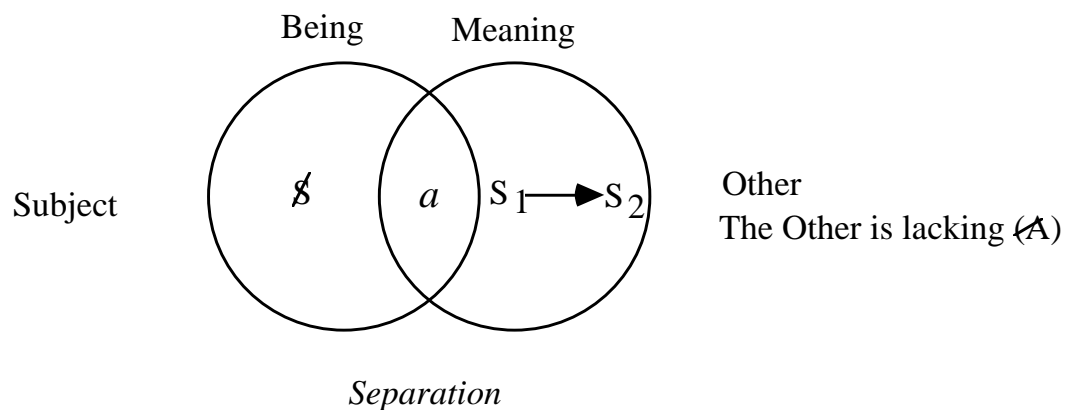 Being Meaning
Subject $ a S1 S2 Other
The Other is lacking (A̸)
Separation